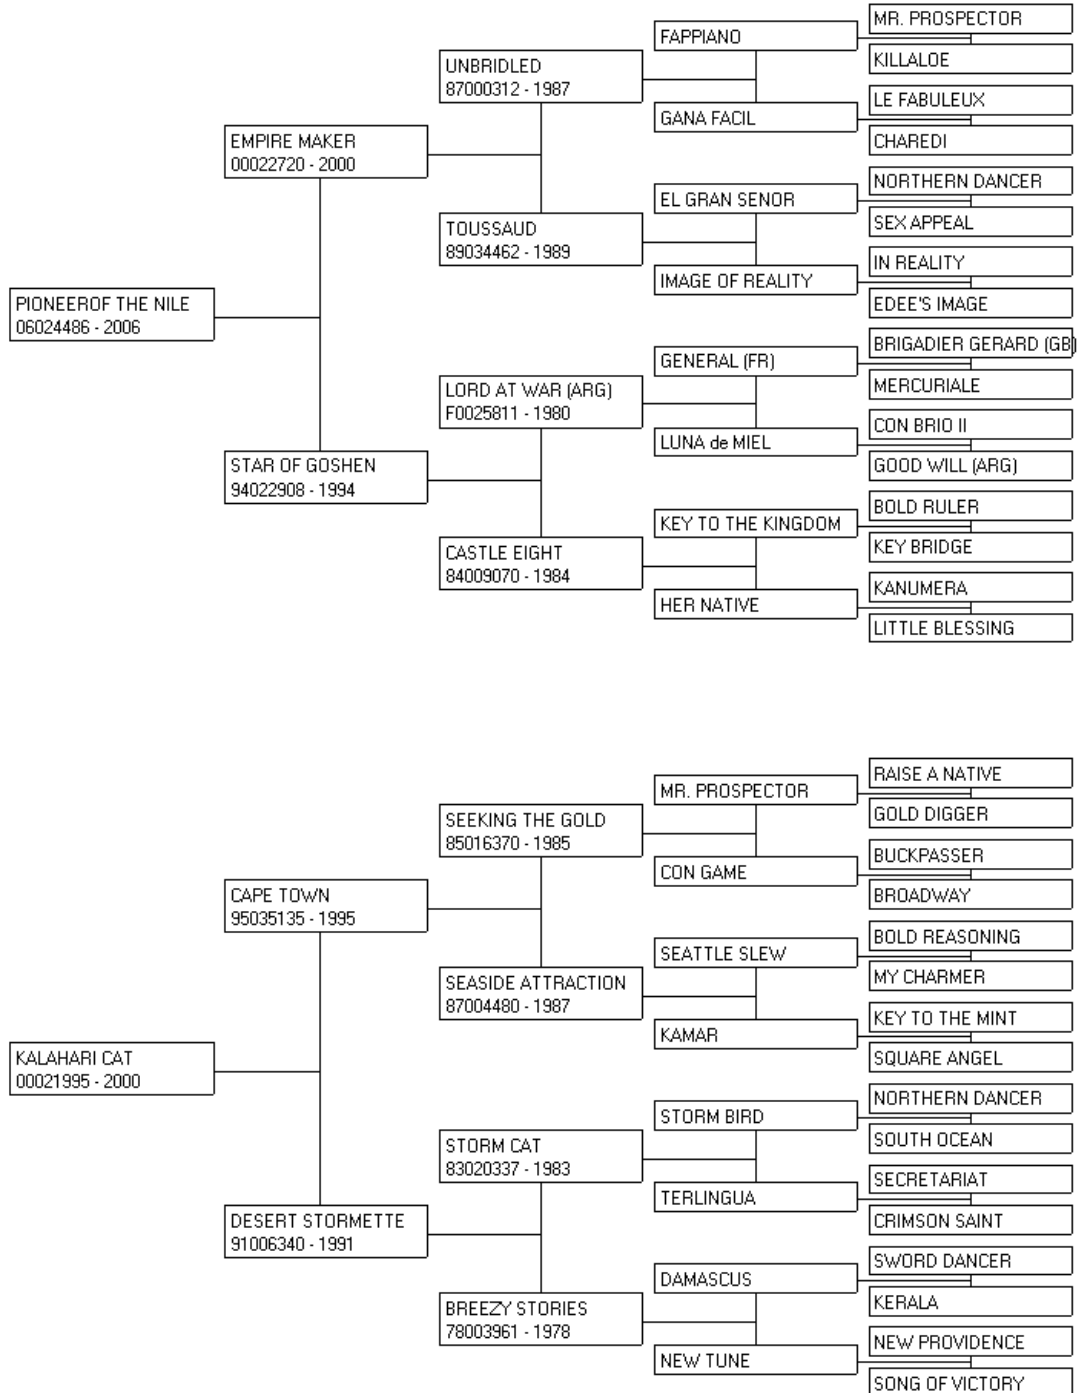 MR. PROSPECTOR
FAPPIANO
KILLALOE
UNBRIDLED
87000312 - 1987
LE FABULEUX
GANA FACIL
CHAREDI
EMPIRE MAKER
00022720 - 2000
NORTHERN DANCER
EL GRAN SENOR
SEX APPEAL
TOUSSAUD
89034462 - 1989
IN REALITY
IMAGE OF REALITY
EDEE'S IMAGE
PIONEEROF THE NILE
06024486 - 2006
BRIGADIER GERARD (GB)
GENERAL (FR)
MERCURIALE
LORD AT WAR (ARG)
F0025811 - 1980
CON BRIO II
LUNA de MIEL
GOOD WILL (ARG)
STAR OF GOSHEN
94022908 - 1994
BOLD RULER
KEY TO THE KINGDOM
KEY BRIDGE
CASTLE EIGHT
84009070 - 1984
KANUMERA
HER NATIVE
LITTLE BLESSING
RAISE A NATIVE
MR. PROSPECTOR
GOLD DIGGER
SEEKING THE GOLD
85016370 - 1985
BUCKPASSER
CON GAME
BROADWAY
CAPE TOWN
95035135 - 1995
BOLD REASONING
SEATTLE SLEW
MY CHARMER
SEASIDE ATTRACTION
87004480 - 1987
KEY TO THE MINT
KAMAR
SQUARE ANGEL
KALAHARI CAT
00021995 - 2000
NORTHERN DANCER
STORM BIRD
SOUTH OCEAN
STORM CAT
83020337 - 1983
SECRETARIAT
TERLINGUA
CRIMSON SAINT
DESERT STORMETTE
91006340 - 1991
SWORD DANCER
DAMASCUS
KERALA
BREEZY STORIES
78003961 - 1978
NEW PROVIDENCE
NEW TUNE
SONG OF VICTORY